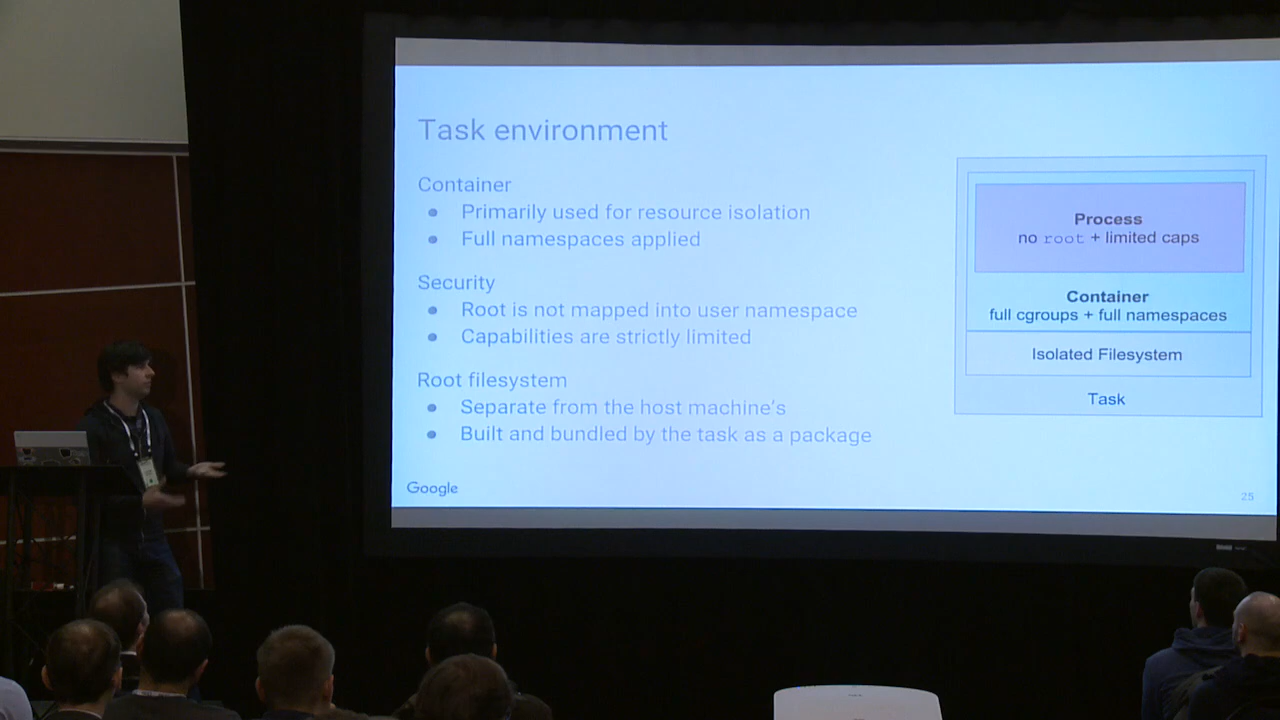 Task environment
Container
● Primarily used for resource isolation
● Full namespaces applied
Security
● Root is not mapped into user namespace
● Capabilities are strictly limited
Root filesystem
● Separate from the host machine's
● Built and bundled by the task as a package
Process
no root + limited caps
Container
full cgroups + full namespaces
Isolated Filesystem
Task
Google
25